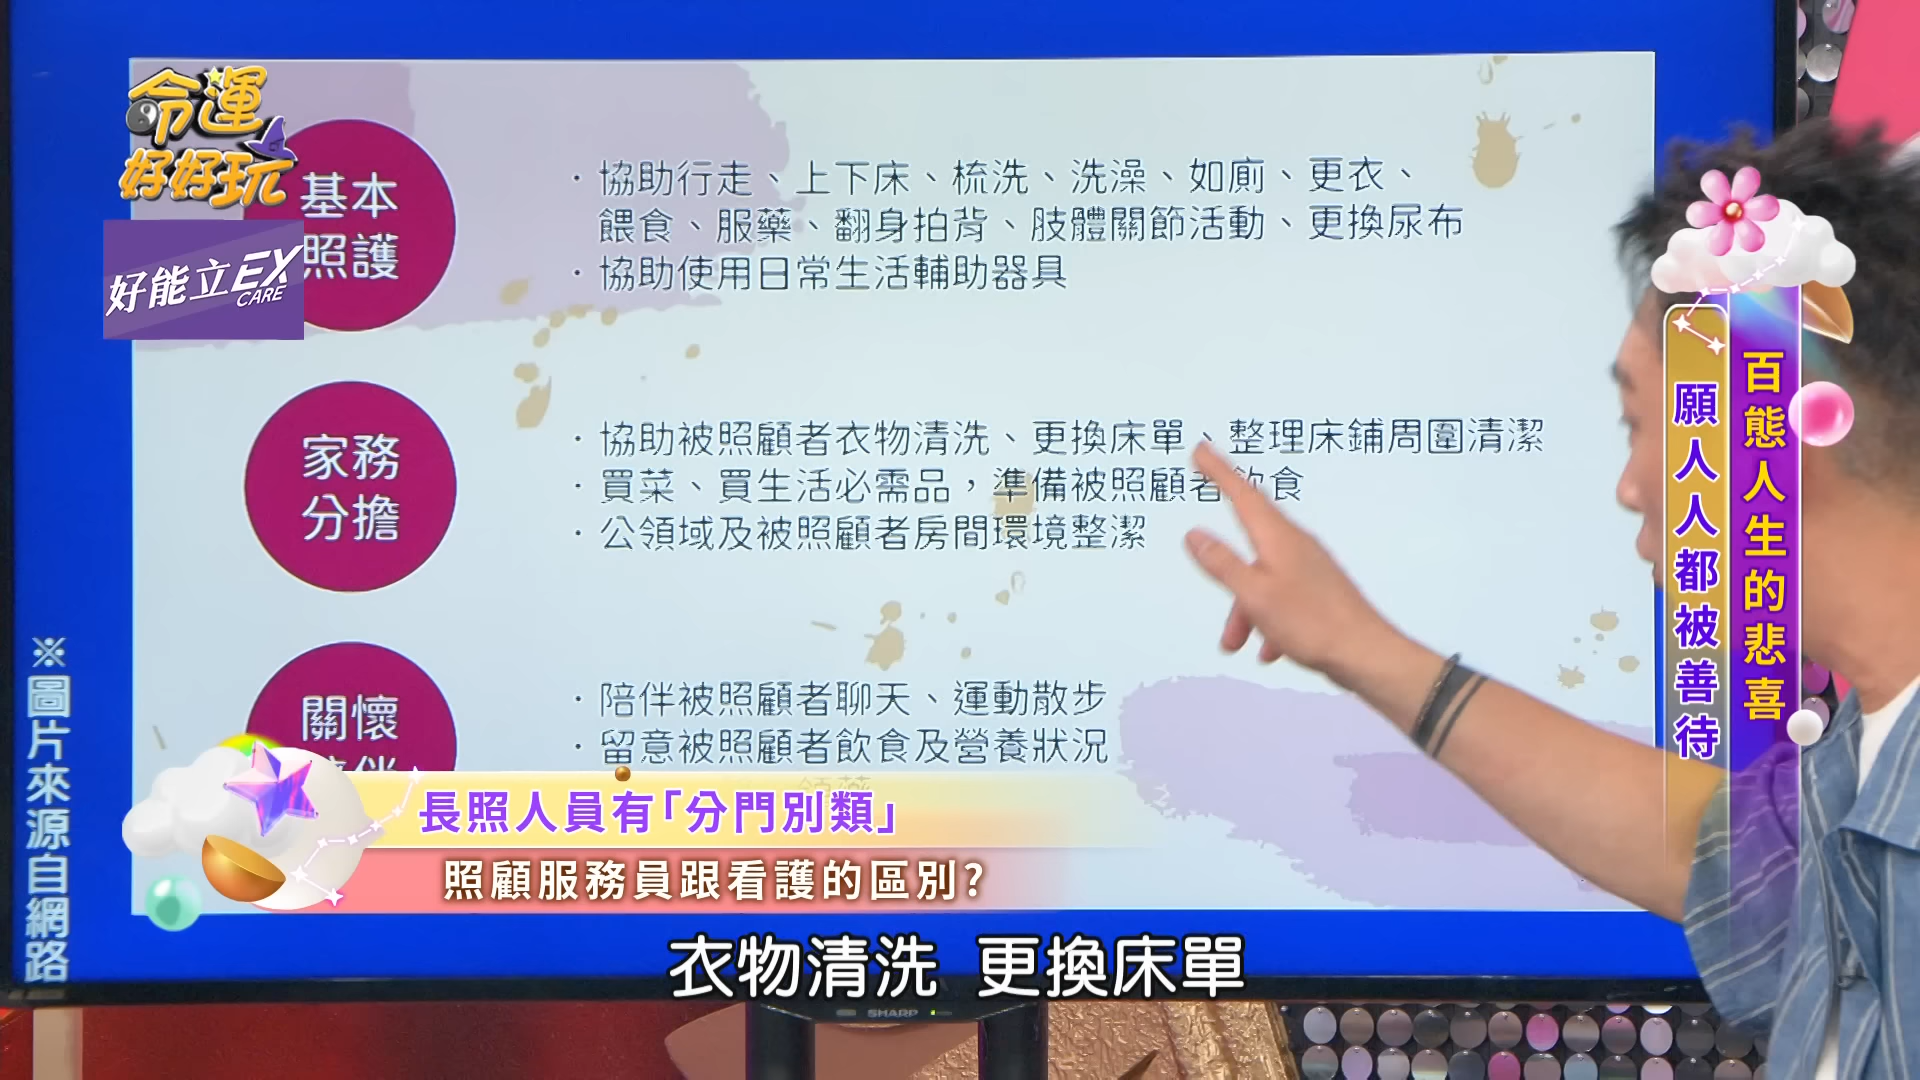 命運
好好玩
好能立EX
CARE
基本
照護
・協助行走、上下床、梳洗、洗澡、如廁、更衣、
餵食、服藥、翻身拍背、肢體關節活動、更換尿布
・協助使用日常生活輔助器具
家務
分擔
・協助被照顧者衣物清洗、更換床單、整理床鋪周圍清潔
・買菜、買生活必需品，準備被照顧者飲食
・公領域及被照顧者房間環境整潔
關懷
・陪伴被照顧者聊天、運動散步
・留意被照顧者飲食及營養狀況
百態人生的悲喜
願人人都被善待
※圖片來源自網路
長照人員有「分門別類」
照顧服務員跟看護的區別?
衣物清洗 更換床單
SHARP